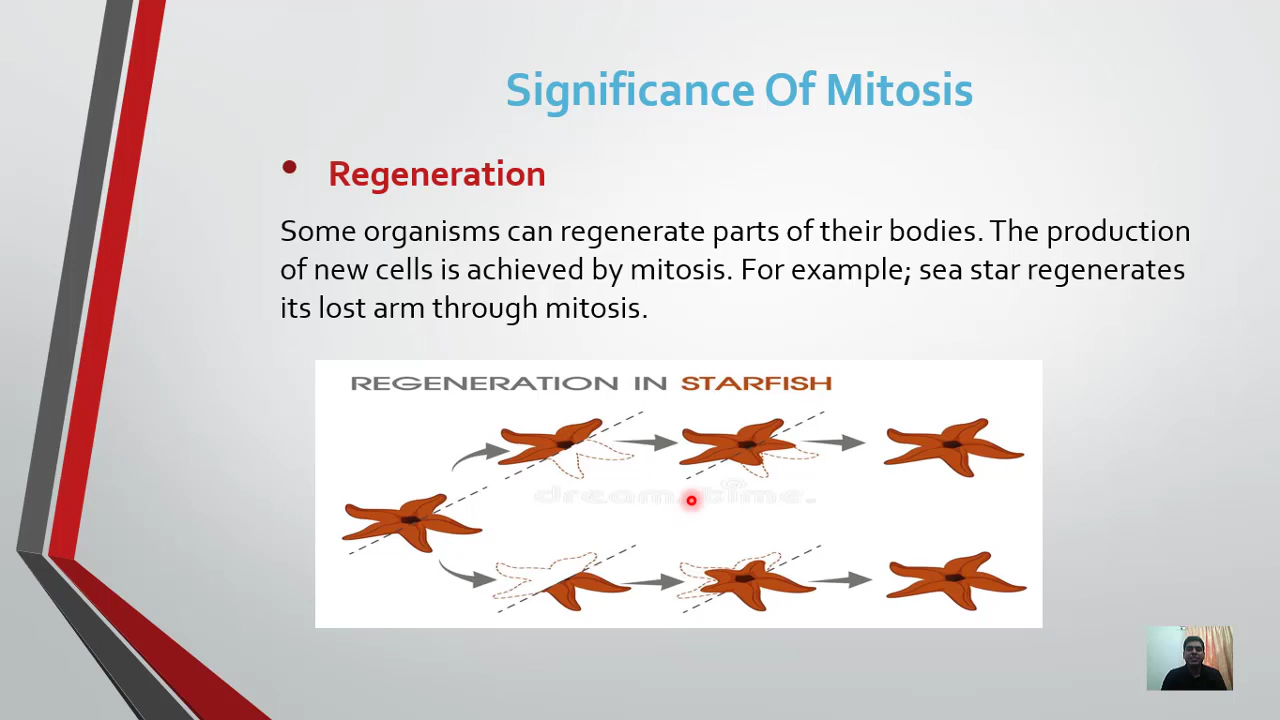 Significance Of Mitosis
• Regeneration
Some organisms can regenerate parts of their bodies. The production
of new cells is achieved by mitosis. For example; sea star regenerates
its lost arm through mitosis.
REGENERATION IN STARFISH
dreamstime.